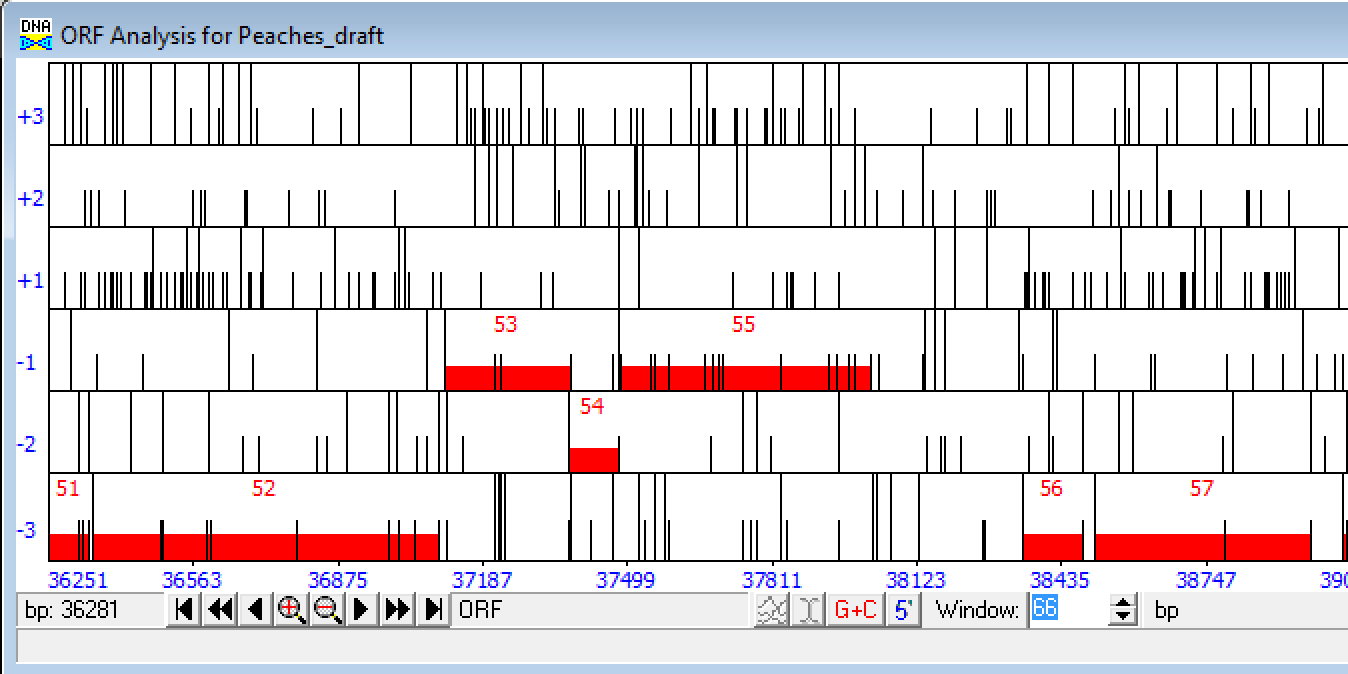 DNA
ORF Analysis for Peaches_draft
+3
+2
+1
-1 53 55
-2 54
-3 51 52 56 57
36251 36563 36875 37187 37499 37811 38123 38435 38747 390
bp: 36281 ORF G+C 5' Window: 66 bp